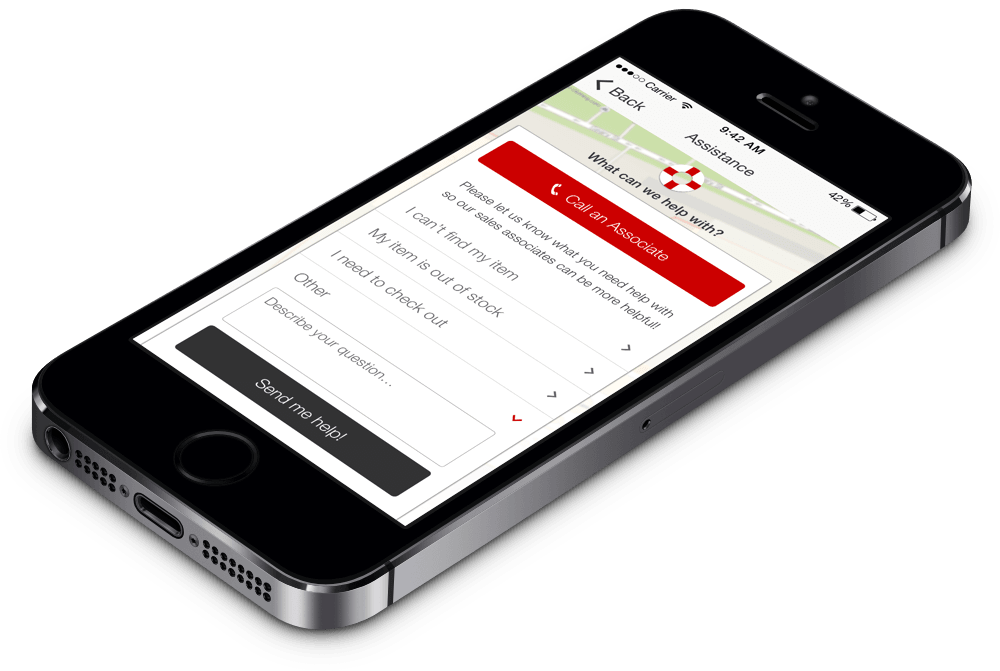 Carrier
9:42 AM
42%
Back
Assistance
What can we help with?
Call an Associate
Please let us know what you need help with
so our sales associates can be more helpful!
I can't find my item
My item is out of stock
I need to check out
Other
Describe your question...
Send me help!